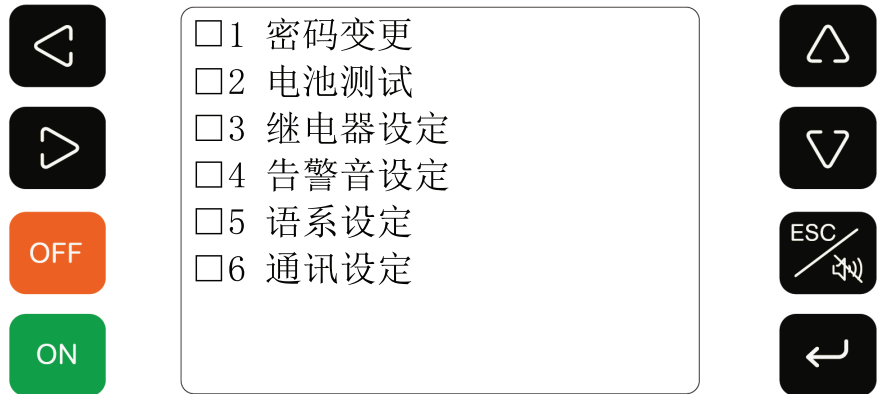 □1 密码变更
□2 电池测试
□3 继电器设定
□4 告警音设定
□5 语系设定
□6 通讯设定
OFF
ON
ESC